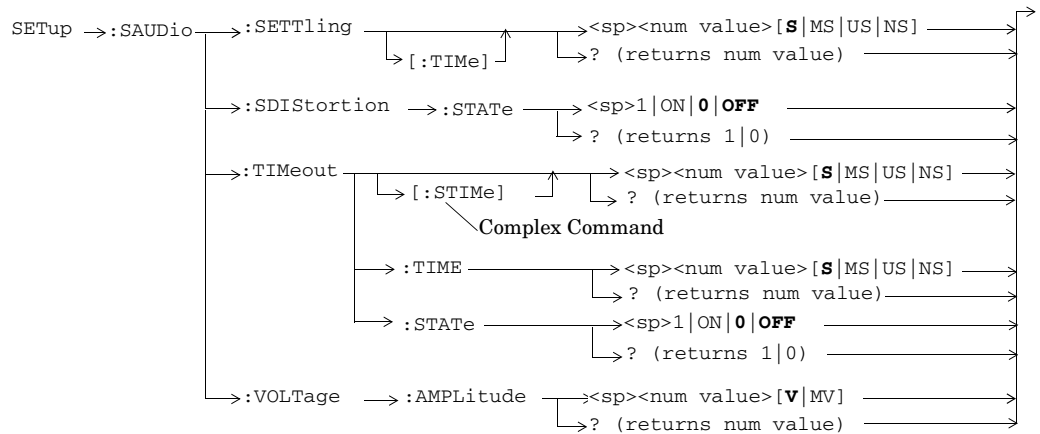 SETup :SAUDio :SETTling <sp><num value>[S|MS|US|NS]
[:TIMe] ? (returns num value)
:SDIStortion :STATe <sp>1|ON|0|OFF
? (returns 1|0)
:TIMeout <sp><num value>[S|MS|US|NS]
[:STIMe] ? (returns num value)
Complex Command
:TIME <sp><num value>[S|MS|US|NS]
? (returns num value)
:STATe <sp>1|ON|0|OFF
? (returns 1|0)
:VOLTage :AMPLitude <sp><num value>[V|MV]
? (returns num value)